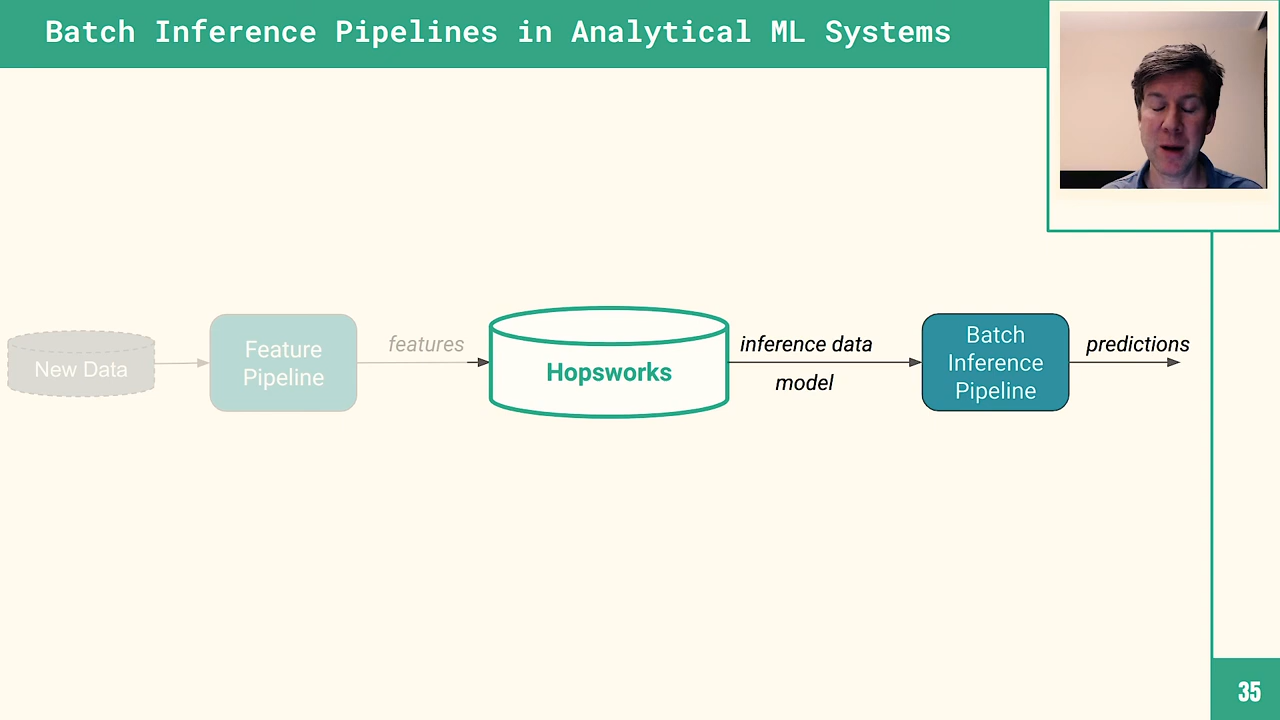 Batch Inference Pipelines in Analytical ML Systems
New Data
Feature
Pipeline
features
Hopsworks
inference data
model
Batch
Inference
Pipeline
predictions
35